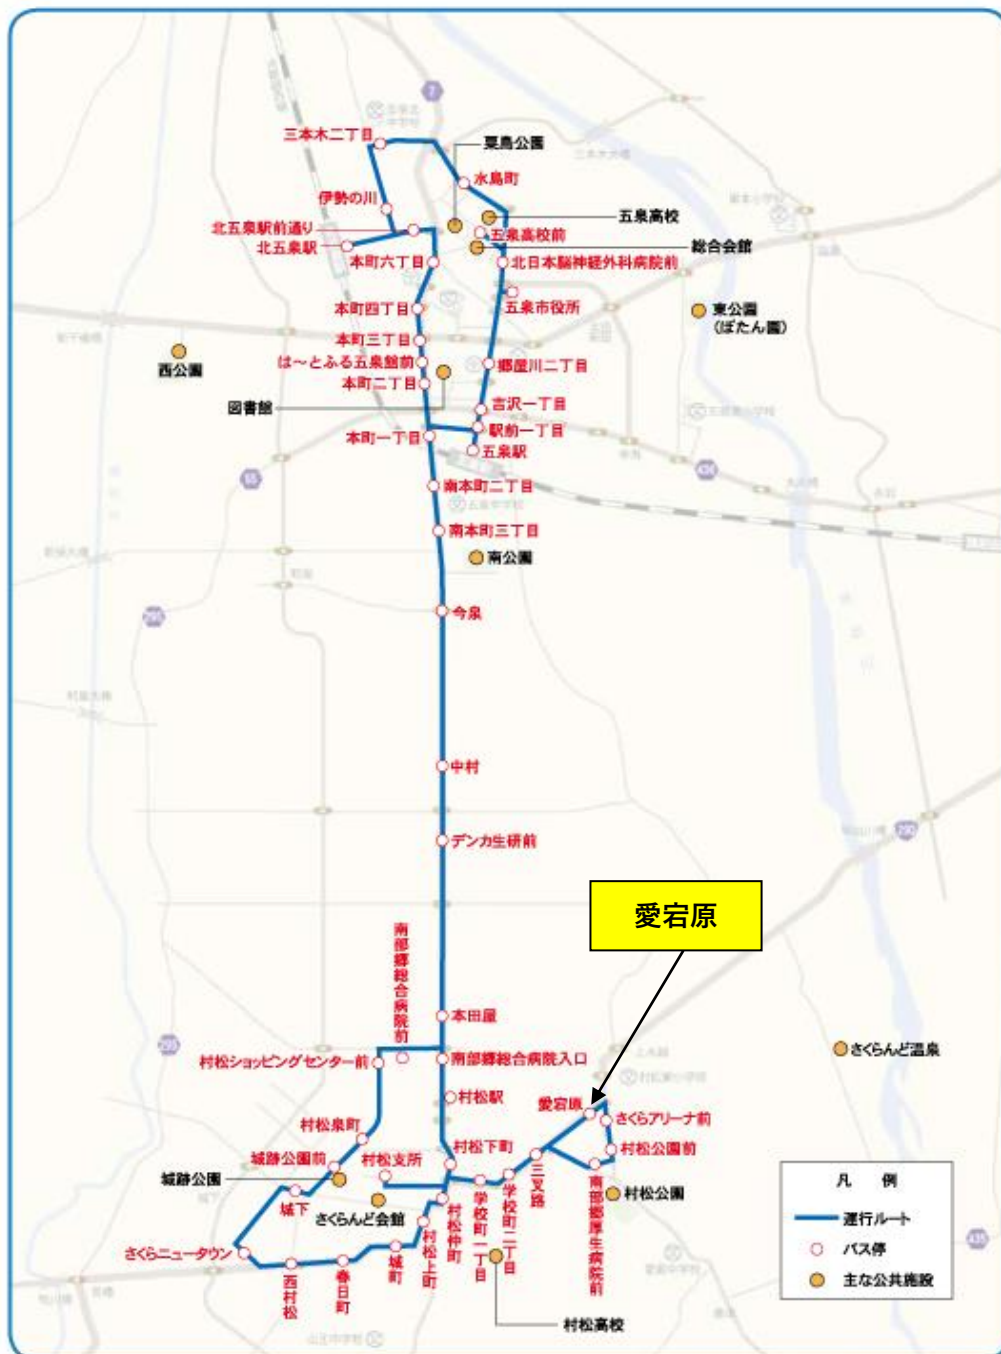 7
三本木二丁目
粟島公園
水島町
伊勢の川
五泉高校
北五泉駅前通り
五泉高校前
北五泉駅
総合会館
本町六丁目
北日本脳神経外科病院前
五泉市役所
本町四丁目
東公園
(ぼたん園)
本町三丁目
西公園
は〜とふる五泉館前
郷屋川二丁目
本町二丁目
図書館
吉沢一丁目
駅前一丁目
本町一丁目
五泉駅
436
55
南本町二丁目
南本町三丁目
南公園
今泉
295
中村
290
デンカ生研前
愛宕原
南部郷総合病院前
本田屋
295
さくらんど温泉
村松ショッピングセンター前
南部郷総合病院入口
村松駅
愛宕原
さくらアリーナ前
村松泉町
村松下町
村松公園前
城跡公園前
村松支所
三叉路
城跡公園
学校町二丁目
学校町一丁目
南部郷厚生病院前
村松公園
城下
さくらんど会館
村松仲町
村松上町
さくらニュータウン
西村松
春日町
城町
村松高校
凡 例
運行ルート
バス停
主な公共施設
435